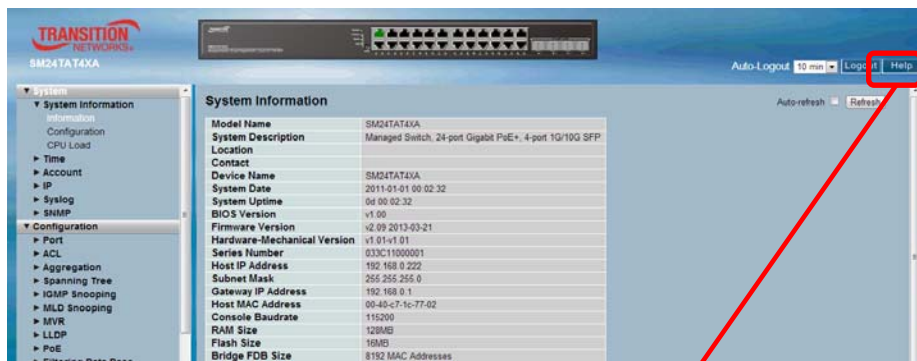 TRANSITION
NETWORKS.
SM24TAT4XA
Auto-Logout 10 min Logout Help
System
System Information
Information
Configuration
CPU Load
Time
Account
IP
Syslog
SNMP
Configuration
Port
ACL
Aggregation
Spanning Tree
IGMP Snooping
MLD Snooping
MVR
LLDP
PoE
Filtering Data Base
System Information
Auto-refresh Refresh
Model Name SM24TAT4XA
System Description Managed Switch, 24-port Gigabit PoE+, 4-port 1G/10G SFP
Location
Contact
Device Name SM24TAT4XA
System Date 2011-01-01 00:02:32
System Uptime 0d 00:02:32
BIOS Version v1.00
Firmware Version v2.09 2013-03-21
Hardware-Mechanical Version v1.01-v1.01
Series Number 033C11000001
Host IP Address 192.168.0.222
Subnet Mask 255.255.255.0
Gateway IP Address 192.168.0.1
Host MAC Address 00-40-c7-1c-77-02
Console Baudrate 115200
RAM Size 128MB
Flash Size 16MB
Bridge FDB Size 8192 MAC Addresses